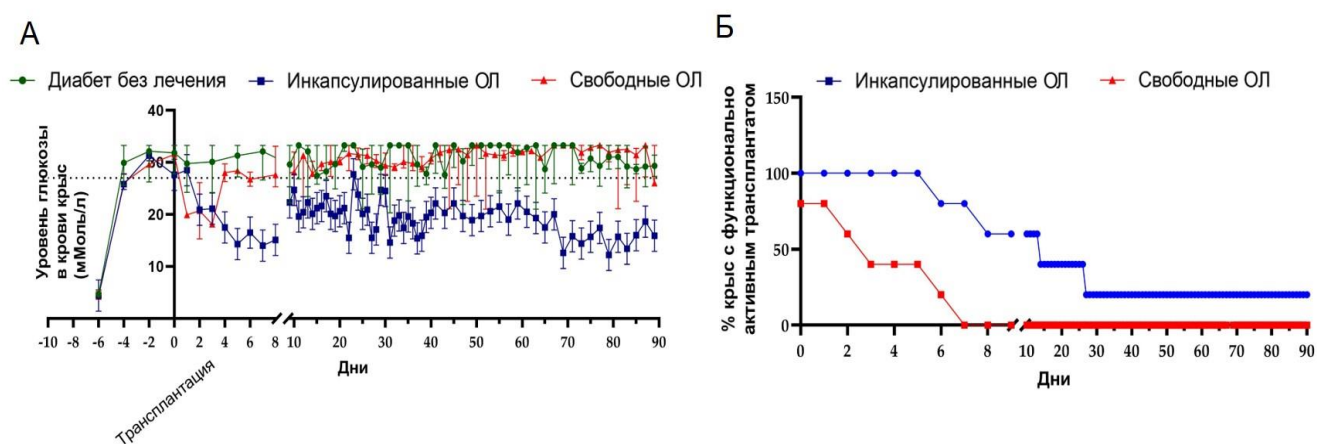 А
Диабет без лечения
Инкапсулированные ОЛ
Свободные ОЛ
Уровень глюкозы
в крови крыс
(мМоль/л)
40
30
20
10
-10 -8 -6 -4 -2 0 2 4 6 8 10 20 30 40 50 60 70 80 90
Дни
Трансплантация
Б
Инкапсулированные ОЛ
Свободные ОЛ
% крыс с функционально
активным трансплантатом
150
100
50
0
0 2 4 6 8 10 20 30 40 50 60 70 80 90
Дни